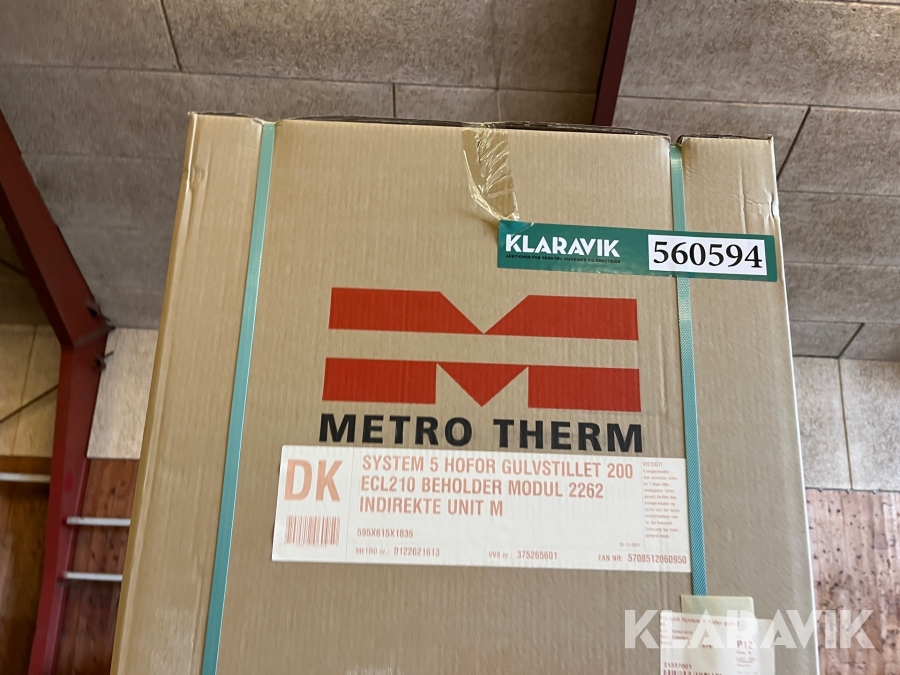 KLARAVIK
560594
METRO THERM
DK
SYSTEM 5 HOFOR GULVSTILLET 200
ECL210 BEHOLDER MODUL 2262
INDIREKTE UNIT M
595X615X1835
METRO nr.: 0122621613
VVS nr.: 375265601
EAN NR: 5708512060950
KLARAVIK
P12